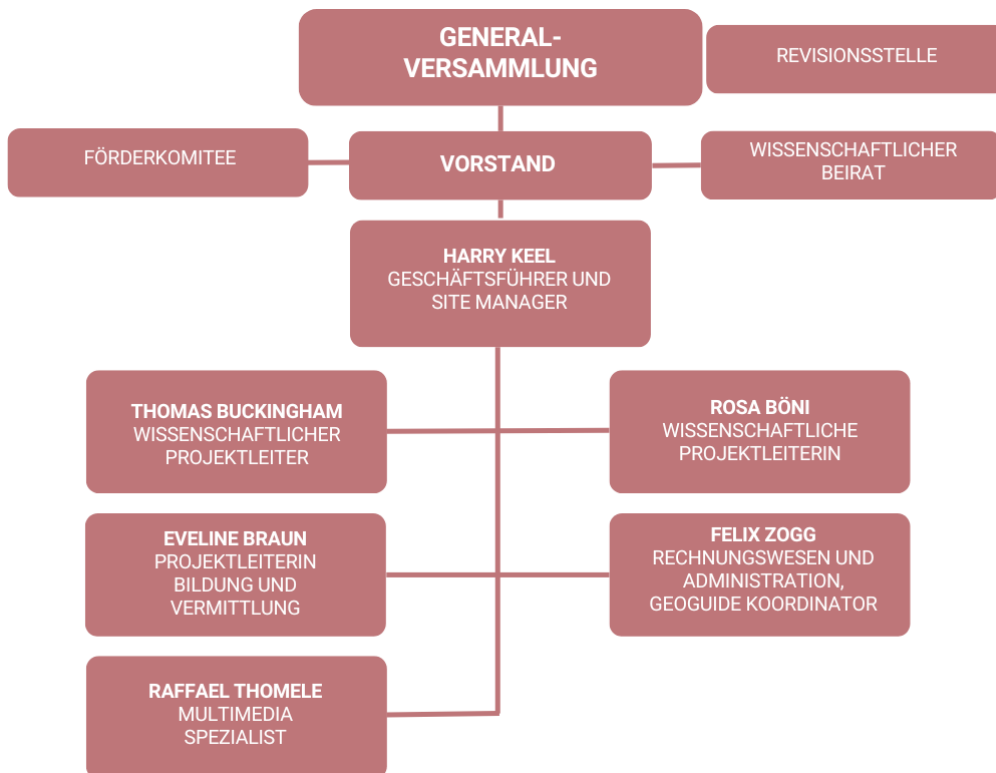 GENERAL-
VERSAMMLUNG
REVISIONSSTELLE
FÖRDERKOMITEE
VORSTAND
WISSENSCHAFTLICHER
BEIRAT
HARRY KEEL
GESCHÄFTSFÜHRER UND
SITE MANAGER
THOMAS BUCKINGHAM
WISSENSCHAFTLICHER
PROJEKTLEITER
ROSA BÖNI
WISSENSCHAFTLICHE
PROJEKTLEITERIN
EVELINE BRAUN
PROJEKTLEITERIN
BILDUNG UND
VERMITTLUNG
FELIX ZOGG
RECHNUNGSWESEN UND
ADMINISTRATION,
GEOGUIDE KOORDINATOR
RAFFAEL THOMELE
MULTIMEDIA
SPEZIALIST